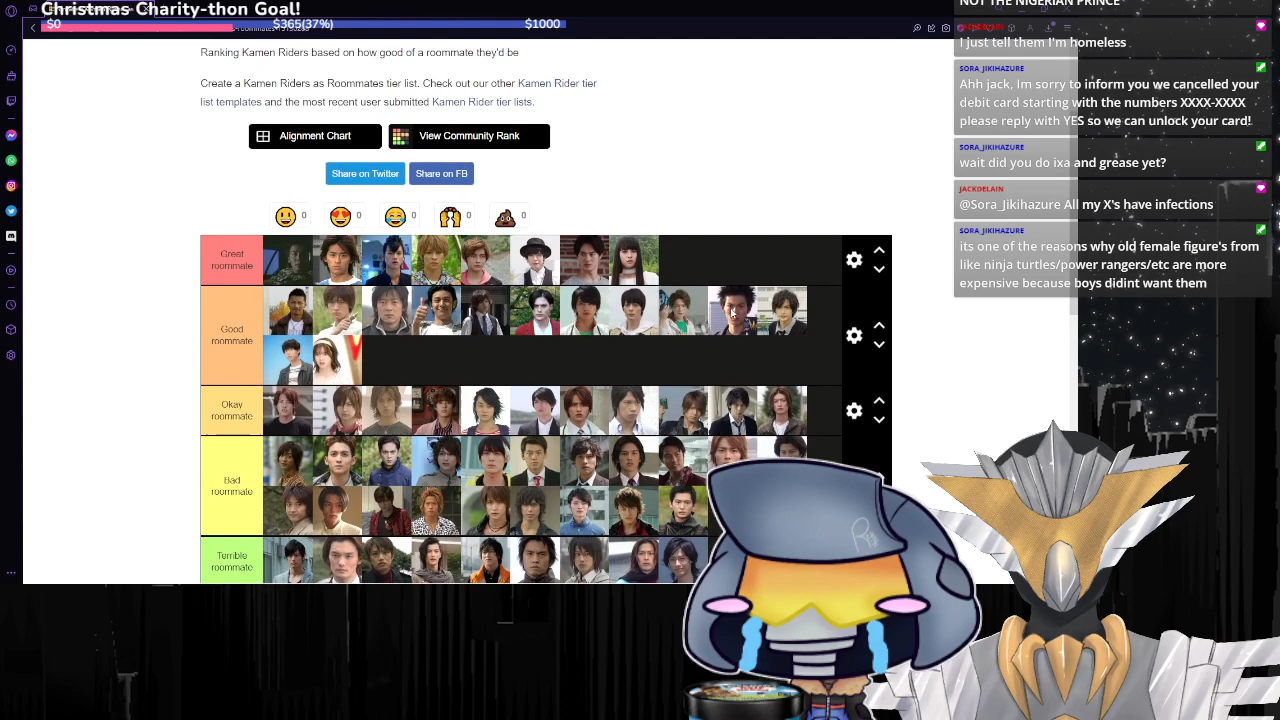 Christmas Charity-thon Goal!
$0
$365(37%)
$1000
Ranking Kamen Riders based on how good of a roommate they'd be
Create a Kamen Riders as Roommates tier list. Check out our other Kamen Rider tier
list templates and the most recent user submitted Kamen Rider tier lists.
Alignment Chart
View Community Rank
Share on Twitter
Share on FB
0
0
0
0
0
Great
roommate
Good
roommate
Okay
roommate
Bad
roommate
Terrible
roommate
NOT THE NIGERIAN PRINCE
JACKDELAIN
I just tell them I'm homeless
SORA_JIKIHAZURE
Ahh jack, Im sorry to inform you we cancelled your
debit card starting with the numbers XXXX-XXXX
please reply with YES so we can unlock your card!
SORA_JIKIHAZURE
wait did you do ixa and grease yet?
JACKDELAIN
@Sora_Jikihazure All my X's have infections
SORA_JIKIHAZURE
its one of the reasons why old female figure's from
like ninja turtles/power rangers/etc are more
expensive because boys didint want them